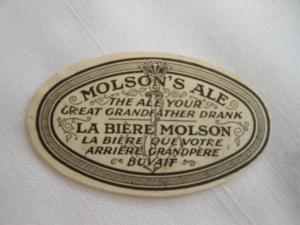 MOLSON'S ALE
THE ALE YOUR
GREAT GRANDFATHER DRANK
LA BIÈRE MOLSON
LA BIÈRE QUE VOTRE
ARRIÈRE GRANDPÈRE
BUVAIT